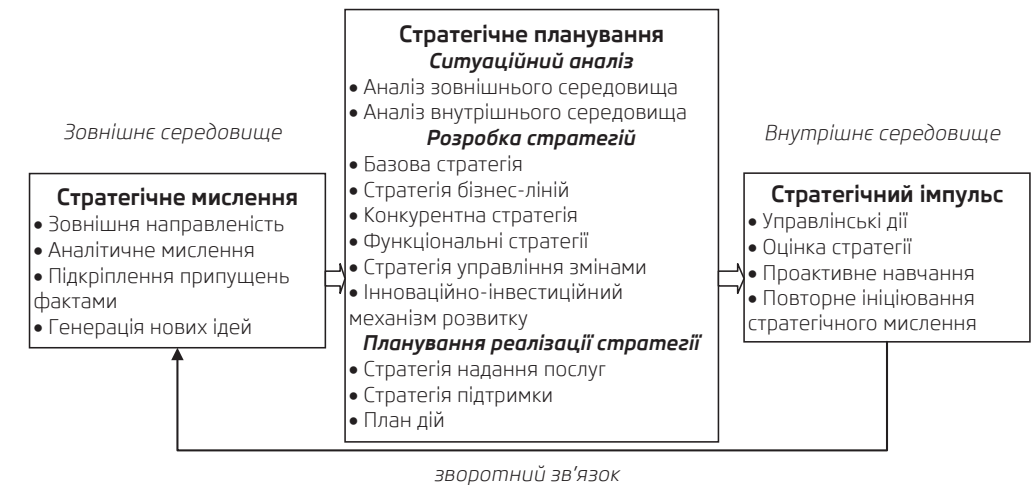 Зовнішнє середовище
Стратегічне мислення
• Зовнішня направленість
• Аналітичне мислення
• Підкріплення припущень
фактами
• Генерація нових ідей
Стратегічне планування
Ситуаційний аналіз
• Аналіз зовнішнього середовища
• Аналіз внутрішнього середовища
Розробка стратегій
• Базова стратегія
• Стратегія бізнес-ліній
• Конкурентна стратегія
• Функціональні стратегії
• Стратегія управління змінами
• Інноваційно-інвестиційний
механізм розвитку
Планування реалізації стратегії
• Стратегія надання послуг
• Стратегія підтримки
• План дій
Внутрішнє середовище
Стратегічний імпульс
• Управлінські дії
• Оцінка стратегії
• Проактивне навчання
• Повторне ініціювання
стратегічного мислення
зворотний зв'язок